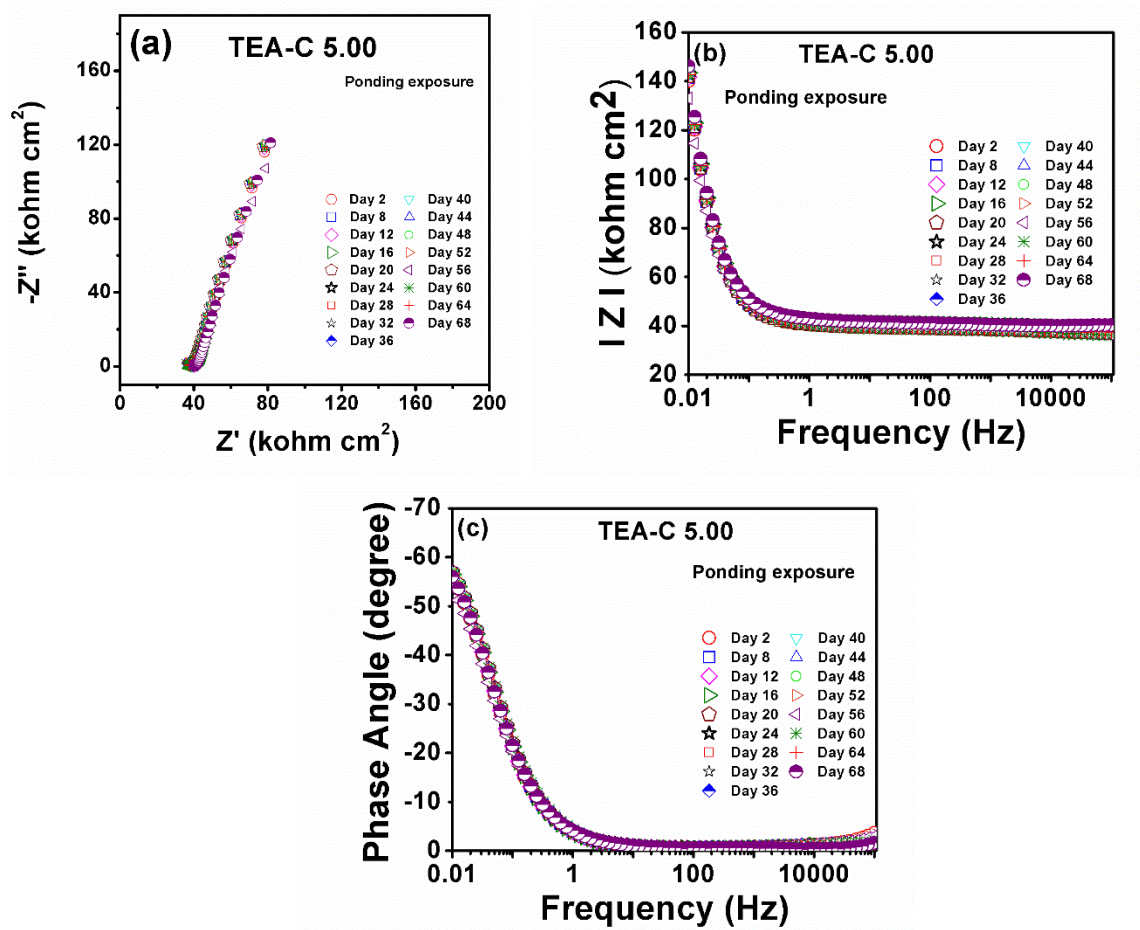 (a)
TEA-C 5.00
Ponding exposure
160
120
80
40
0
-Z'' (kohm cm²)
Day 2 Day 40
Day 8 Day 44
Day 12 Day 48
Day 16 Day 52
Day 20 Day 56
Day 24 Day 60
Day 28 Day 64
Day 32 Day 68
Day 36
0 40 80 120 160 200
Z' (kohm cm²)
(b)
TEA-C 5.00
Ponding exposure
160
140
120
100
80
60
40
20
I Z I (kohm cm²)
Day 2 Day 40
Day 8 Day 44
Day 12 Day 48
Day 16 Day 52
Day 20 Day 56
Day 24 Day 60
Day 28 Day 64
Day 32 Day 68
Day 36
0.01 1 100 10000
Frequency (Hz)
(c)
TEA-C 5.00
Ponding exposure
-70
-60
-50
-40
-30
-20
-10
0
Phase Angle (degree)
Day 2 Day 40
Day 8 Day 44
Day 12 Day 48
Day 16 Day 52
Day 20 Day 56
Day 24 Day 60
Day 28 Day 64
Day 32 Day 68
Day 36
0.01 1 100 10000
Frequency (Hz)